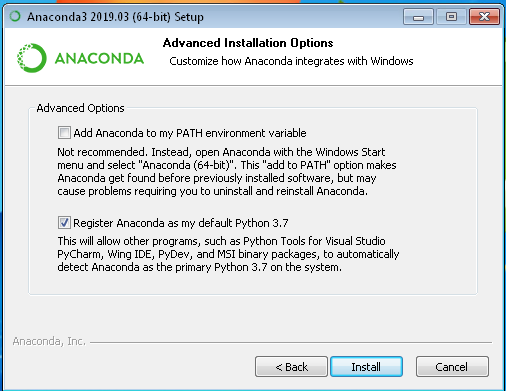 Anaconda3 2019.03 (64-bit) Setup
ANACONDA
Advanced Installation Options
Customize how Anaconda integrates with Windows
Advanced Options
Add Anaconda to my PATH environment variable
Not recommended. Instead, open Anaconda with the Windows Start
menu and select "Anaconda (64-bit)". This "add to PATH" option makes
Anaconda get found before previously installed software, but may
cause problems requiring you to uninstall and reinstall Anaconda.
Register Anaconda as my default Python 3.7
This will allow other programs, such as Python Tools for Visual Studio
PyCharm, Wing IDE, PyDev, and MSI binary packages, to automatically
detect Anaconda as the primary Python 3.7 on the system.
Anaconda, Inc.
< Back
Install
Cancel